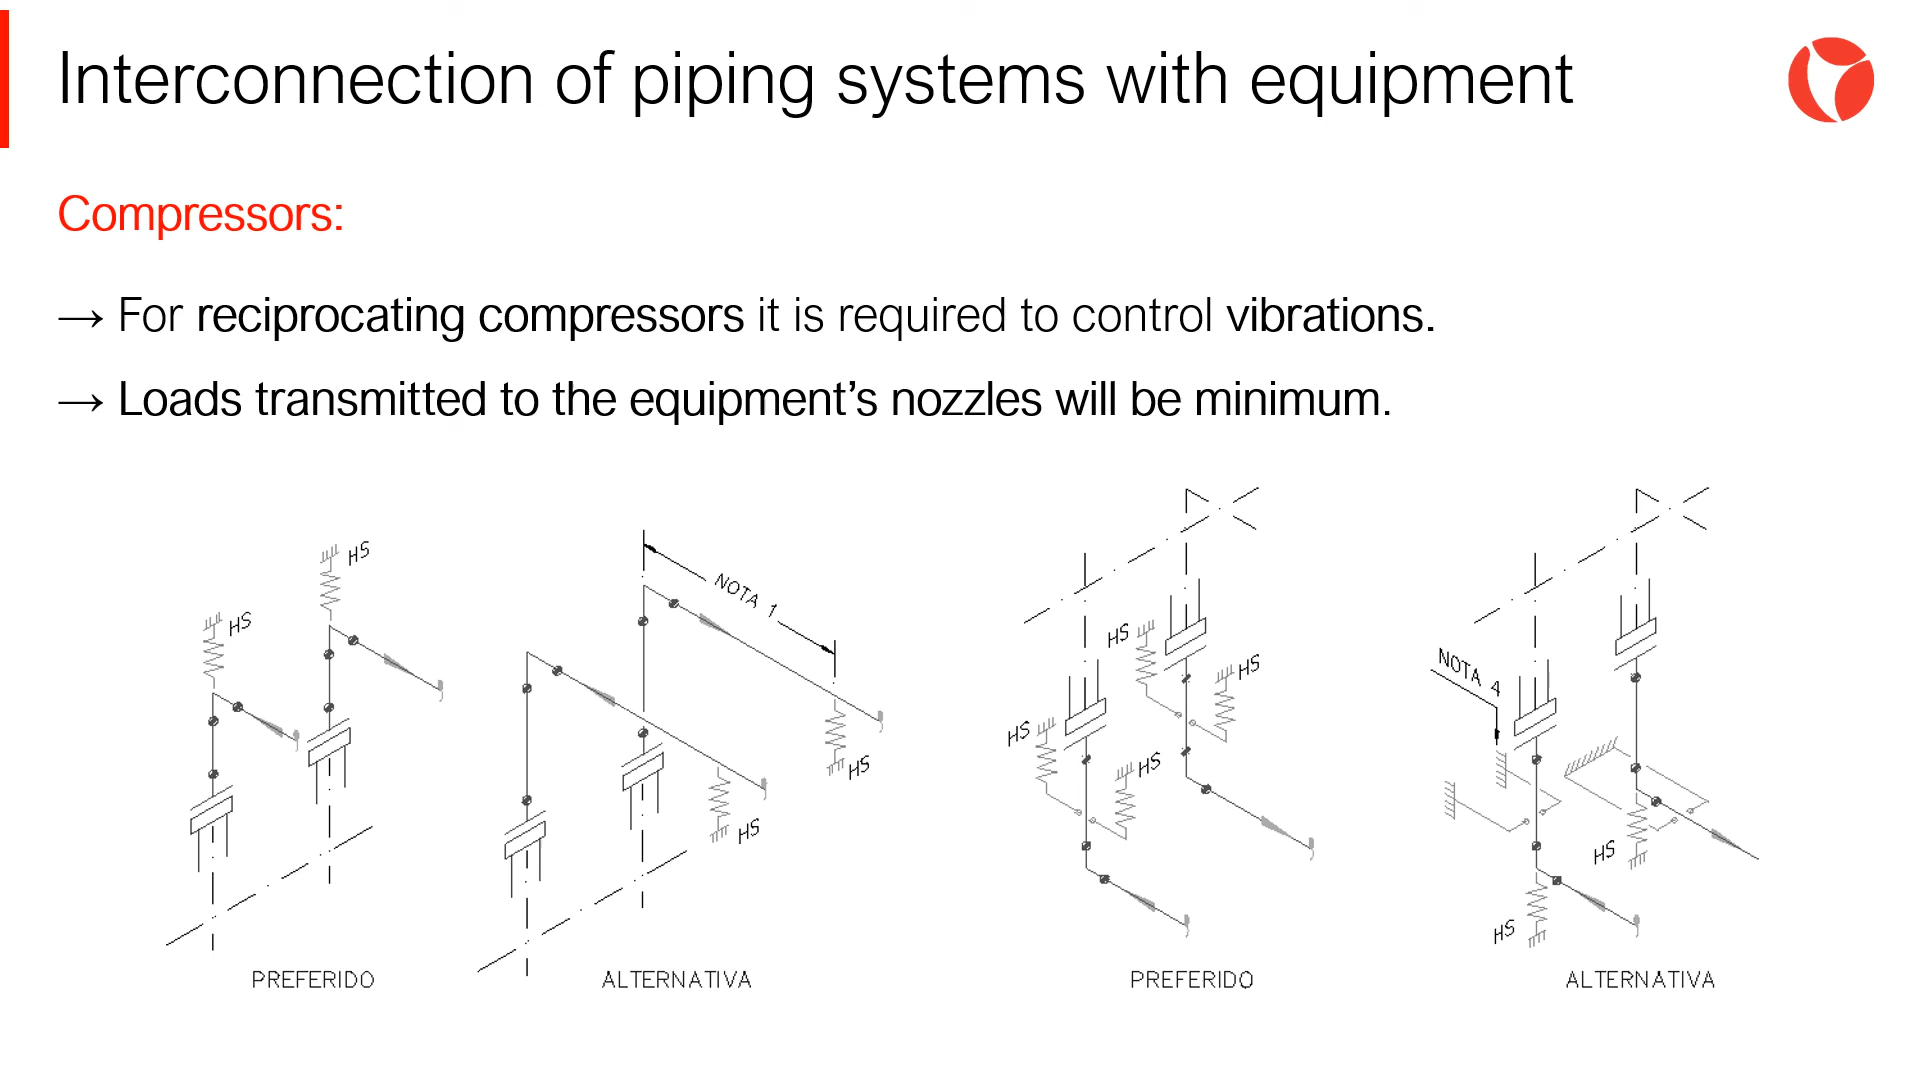 Interconnection of piping systems with equipment
Compressors:
→ For reciprocating compressors it is required to control vibrations.
→ Loads transmitted to the equipment’s nozzles will be minimum.
HS
HS
NOTA 1
HS
HS
PREFERIDO
ALTERNATIVA
HS
HS
HS
HS
NOTA 4
HS
HS
PREFERIDO
ALTERNATIVA